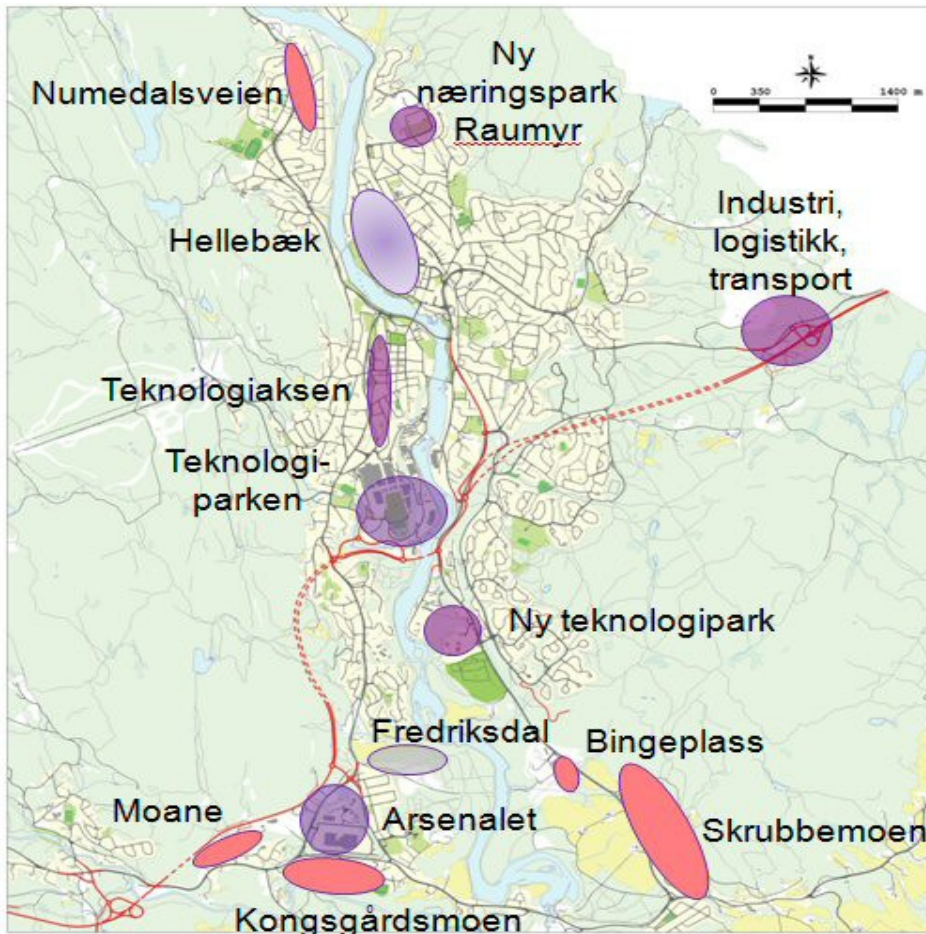 Ny
næringspark
Raumyr
Numedalsveien
0 350 1400 m
Industri,
logistikk,
transport
Hellebæk
Teknologiaksen
Teknologi-
parken
Ny teknologipark
Fredriksdal
Bingeplass
Moane
Arsenalet
Skrubbemoen
Kongsgårdsmoen